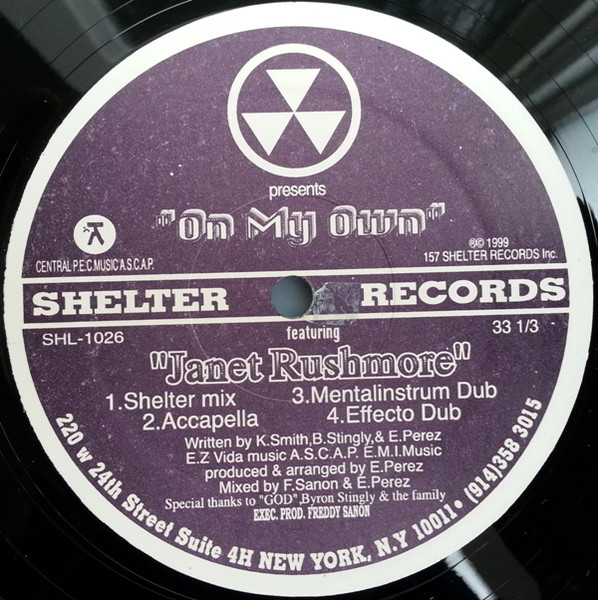 presents
"On My Own"
CENTRAL P.E.C.MUSIC A.S.C.A.P.
℗© 1999
157 SHELTER RECORDS Inc.
SHELTER RECORDS
SHL-1026
featuring
33 1/3
"Janet Rushmore"
1.Shelter mix
3.Mentalinstrum Dub
2.Accapella
4.Effecto Dub
Written by K.Smith,B.Stingly,& E.Perez
E.Z Vida music A.S.C.A.P. E.M.I.Music
produced & arranged by E.Perez
Mixed by F.Sanon & E.Perez
Special thanks to "GOD",Byron Stingly & the family
EXEC. PROD. FREDDY SANON
220 w 24th Street Suite 4H NEW YORK, N.Y 10011• (914)358 3015